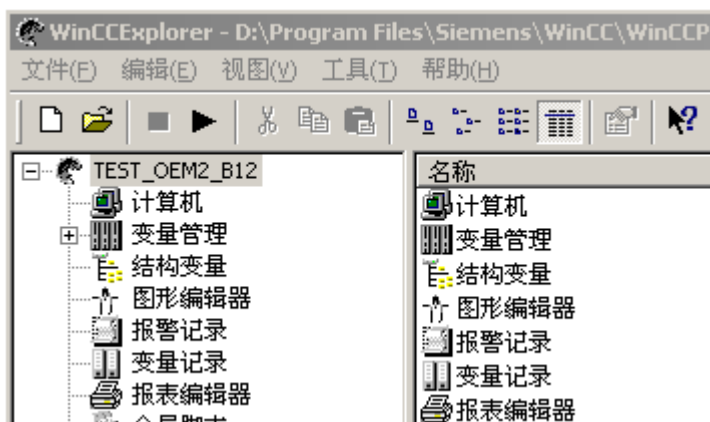 WinCCExplorer - D:\Program Files\Siemens\WinCC\WinCCP
文件(F) 编辑(E) 视图(V) 工具(T) 帮助(H)
TEST_OEM2_B12
计算机
变量管理
结构变量
图形编辑器
报警记录
变量记录
报表编辑器
名称
计算机
变量管理
结构变量
图形编辑器
报警记录
变量记录
报表编辑器